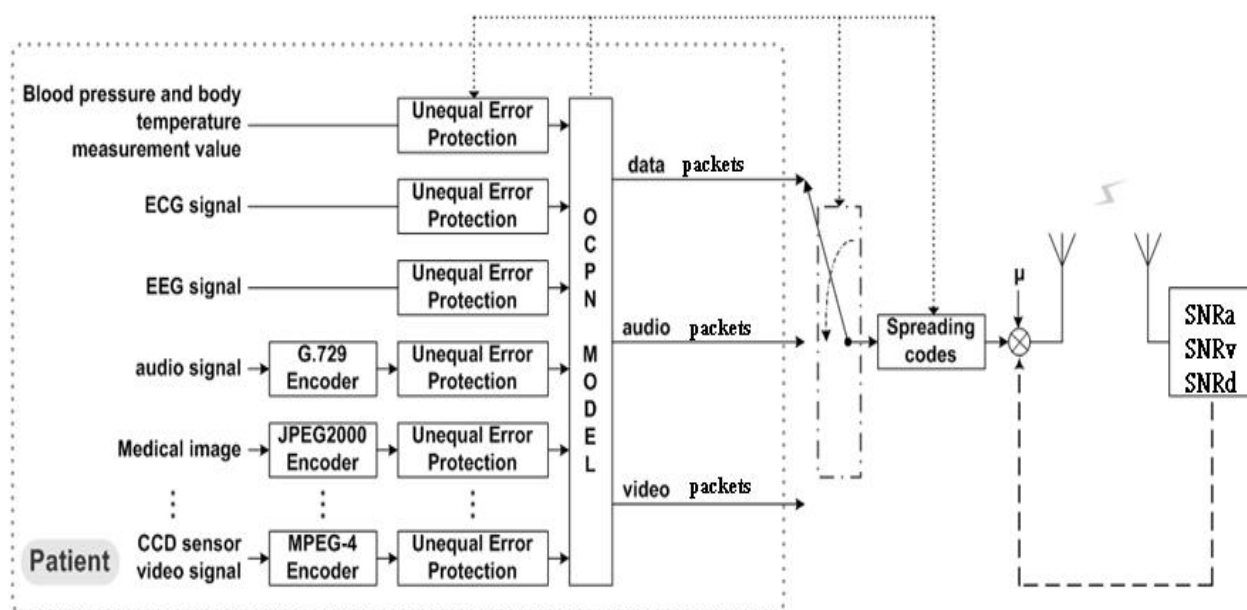 Blood pressure and body
temperature
measurement value
Unequal Error
Protection
ECG signal
Unequal Error
Protection
EEG signal
Unequal Error
Protection
audio signal
G.729
Encoder
Unequal Error
Protection
Medical image
JPEG2000
Encoder
Unequal Error
Protection
Patient
CCD sensor
video signal
MPEG-4
Encoder
Unequal Error
Protection
OCPN MODEL
data packets
audio packets
video packets
Spreading
codes
μ
SNRa
SNRv
SNRd